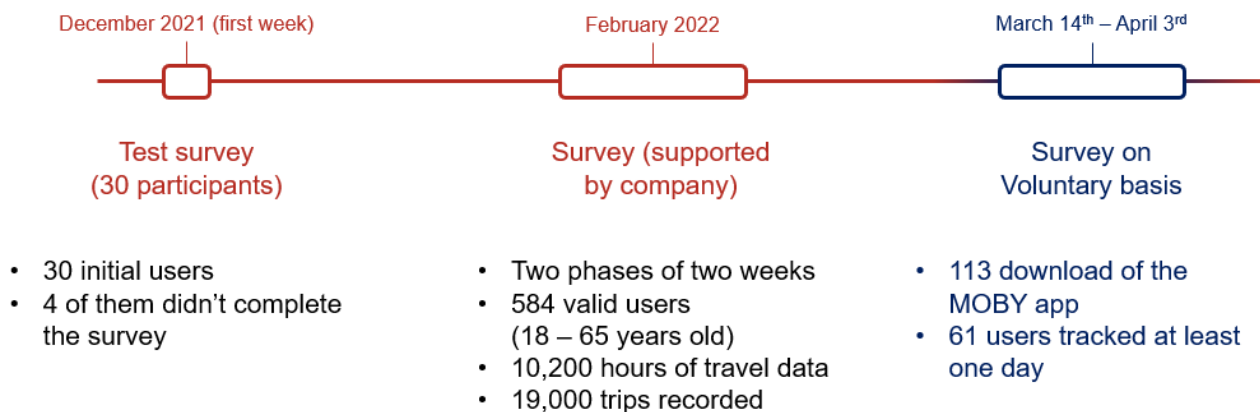 December 2021 (first week)
February 2022
March 14th – April 3rd
Test survey
(30 participants)
Survey (supported
by company)
Survey on
Voluntary basis
• 30 initial users
• 4 of them didn't complete
the survey
• Two phases of two weeks
• 584 valid users
(18 – 65 years old)
• 10,200 hours of travel data
• 19,000 trips recorded
• 113 download of the
MOBY app
• 61 users tracked at least
one day